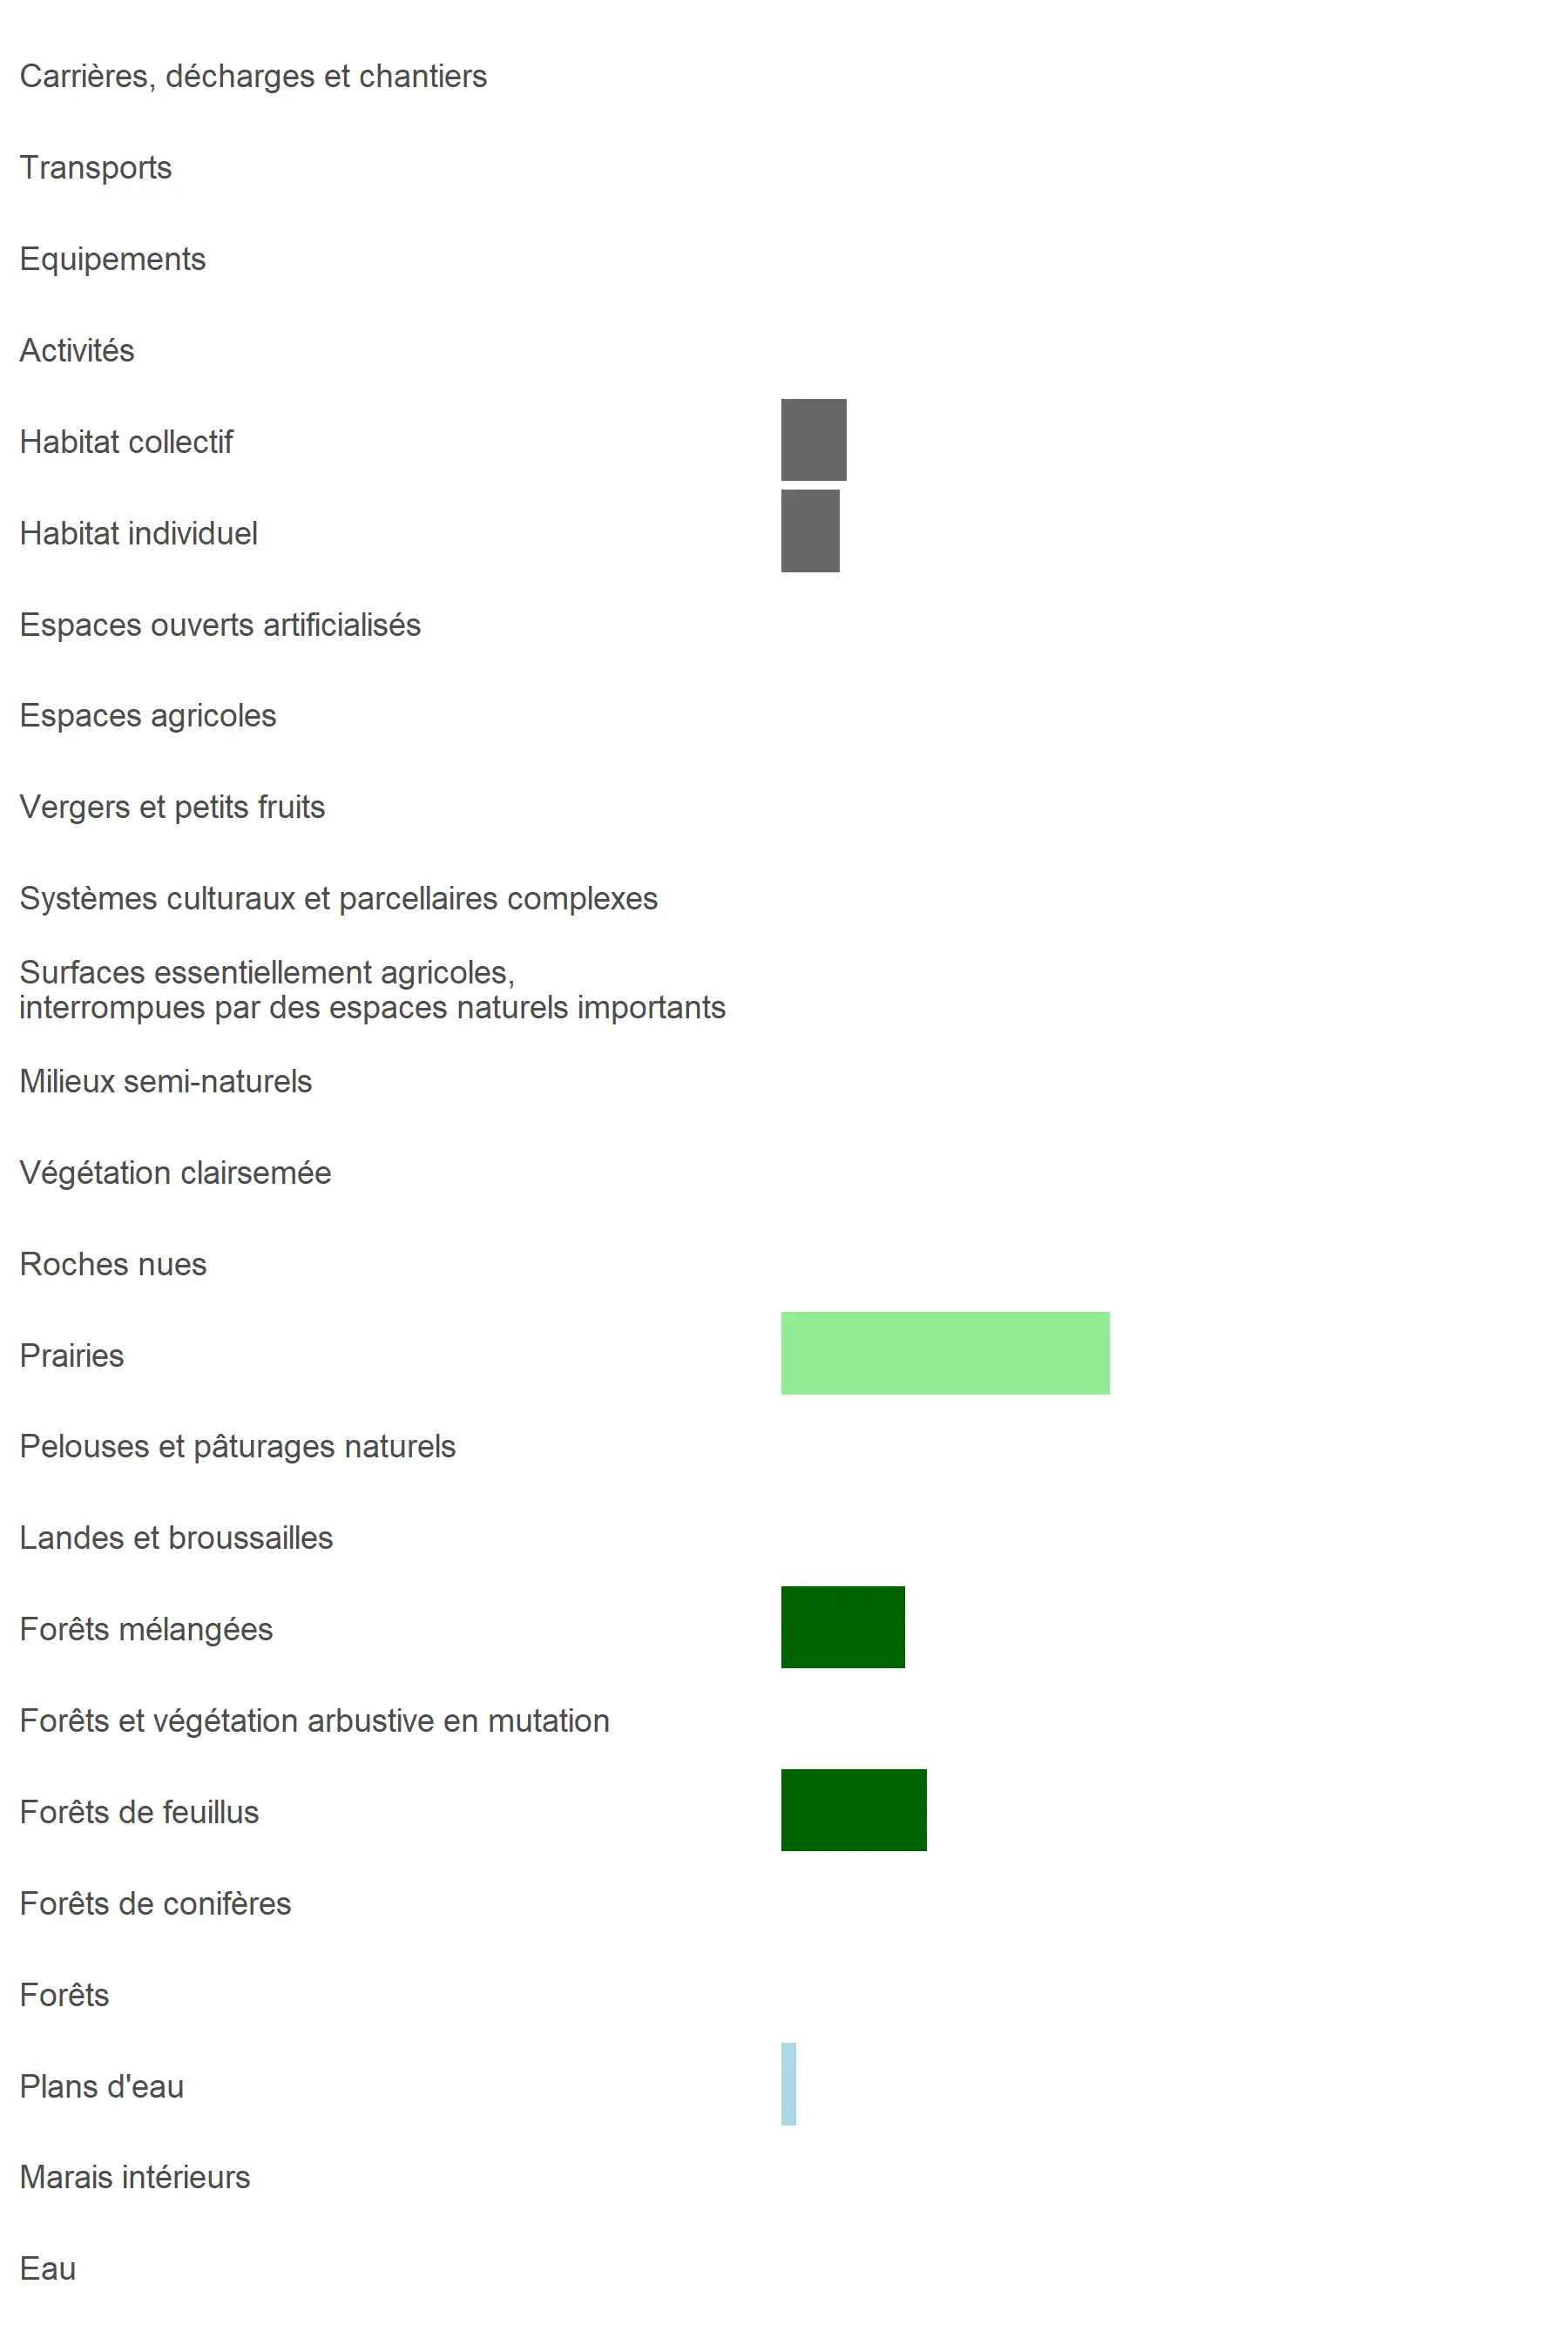 Carrières, décharges et chantiers
Transports
Equipements
Activités
Habitat collectif
Habitat individuel
Espaces ouverts artificialisés
Espaces agricoles
Vergers et petits fruits
Systèmes culturaux et parcellaires complexes
Surfaces essentiellement agricoles,
interrompues par des espaces naturels importants
Milieux semi-naturels
Végétation clairsemée
Roches nues
Prairies
Pelouses et pâturages naturels
Landes et broussailles
Forêts mélangées
Forêts et végétation arbustive en mutation
Forêts de feuillus
Forêts de conifères
Forêts
Plans d'eau
Marais intérieurs
Eau